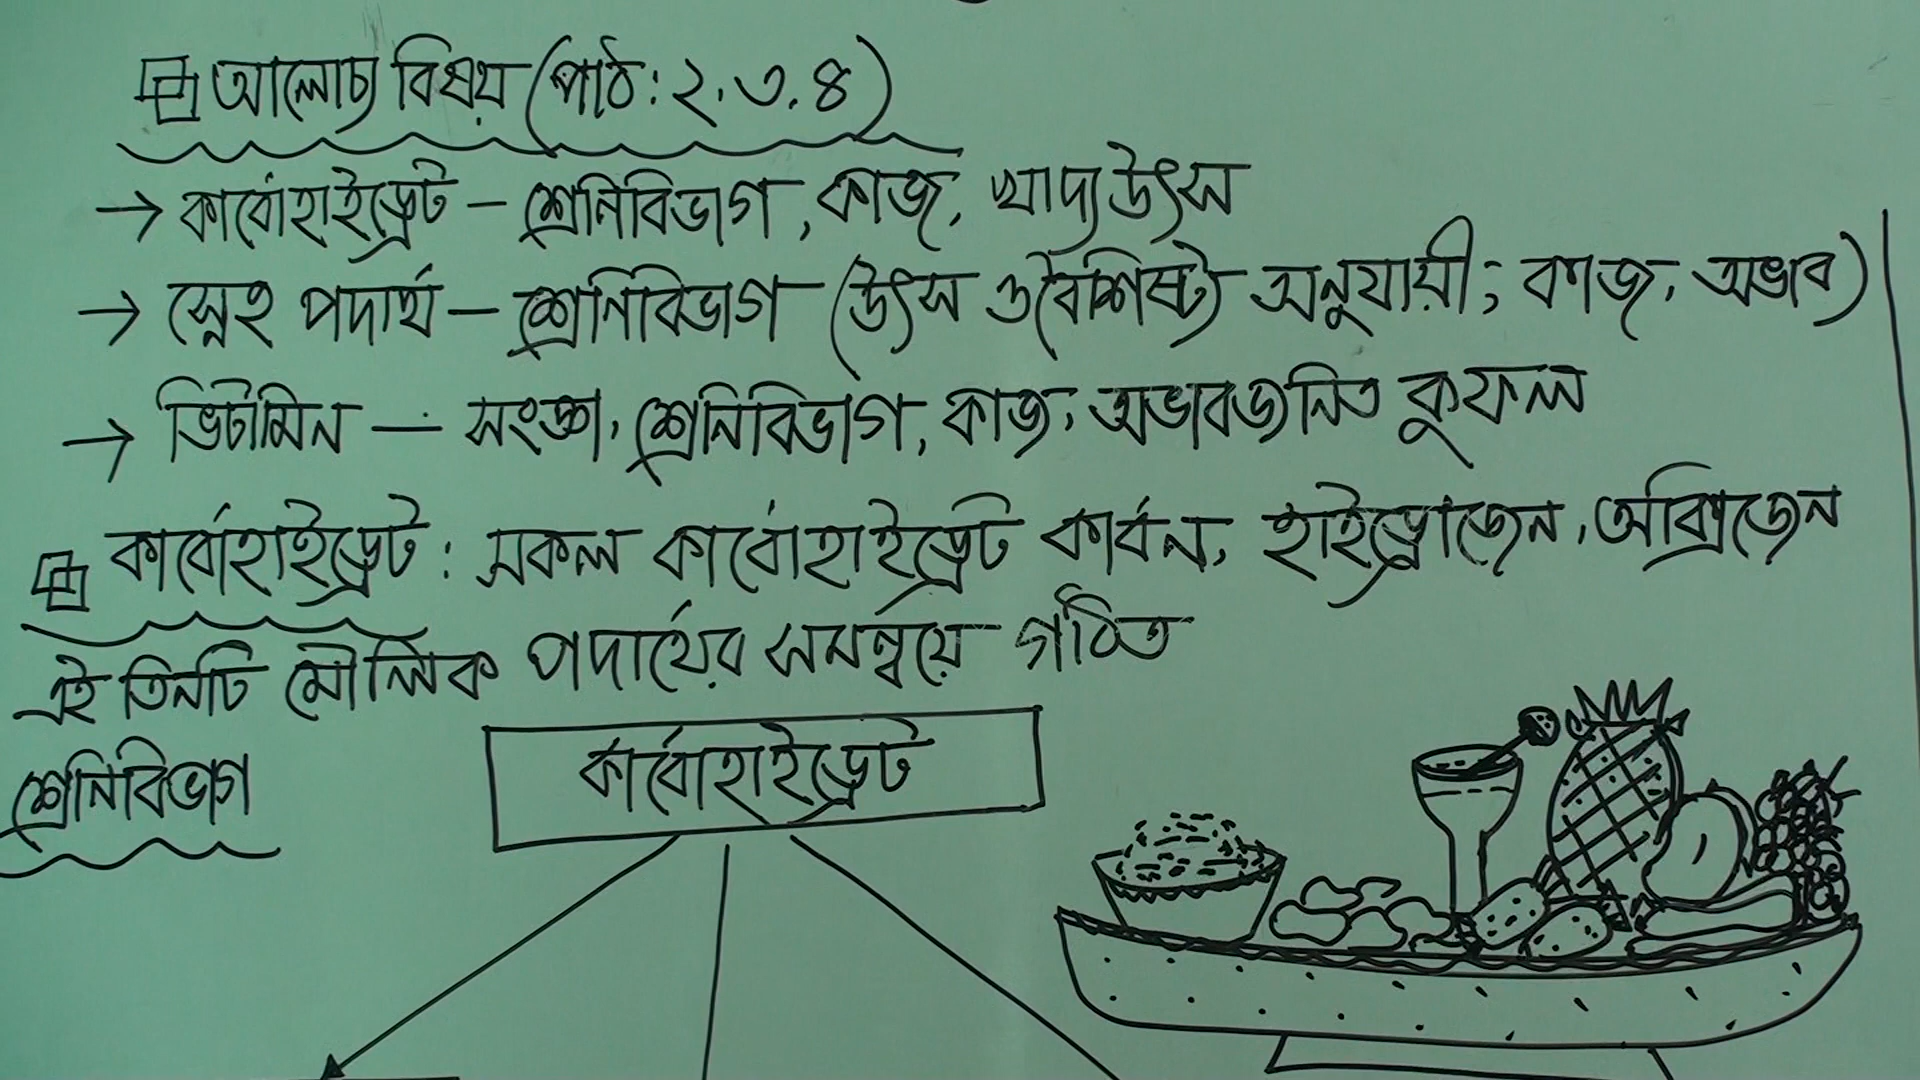 আলোচ্য বিষয় (পাঠ: ২, ৩, ৪)
→ কার্বোহাইড্রেট – শ্রেনিবিভাগ, কাজ, খাদ্য উৎস
→ স্নেহ পদার্থ – শ্রেনিবিভাগ (উৎস ও বৈশিষ্ট্য অনুযায়ী; কাজ, অভাব)
→ ভিটামিন – সংজ্ঞা, শ্রেনিবিভাগ, কাজ, অভাবজনিত কুফল
কার্বোহাইড্রেট: সকল কার্বোহাইড্রেট কার্বন, হাইড্রোজেন, অক্সিজেন
এই তিনটি মৌলিক পদার্থের সমন্বয়ে গঠিত
শ্রেনিবিভাগ
কার্বোহাইড্রেট